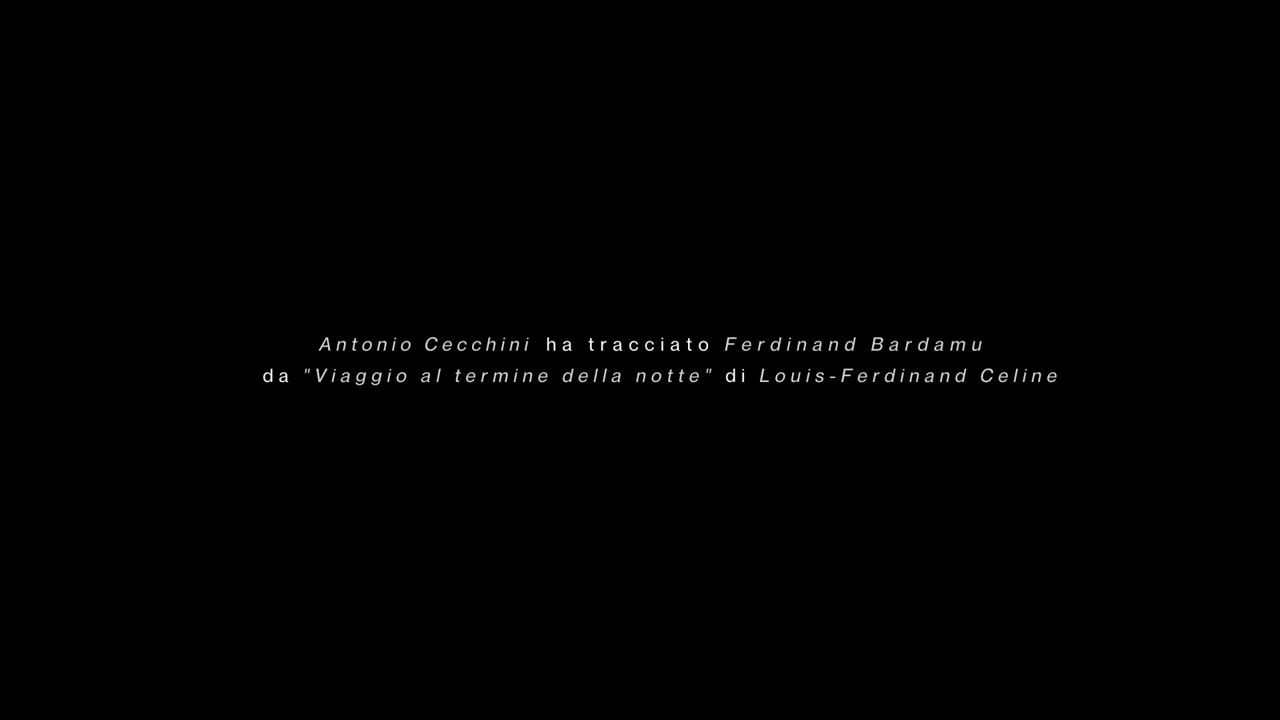 Antonio Cecchini ha tracciato Ferdinand Bardamu
da "Viaggio al termine della notte" di Louis-Ferdinand Celine